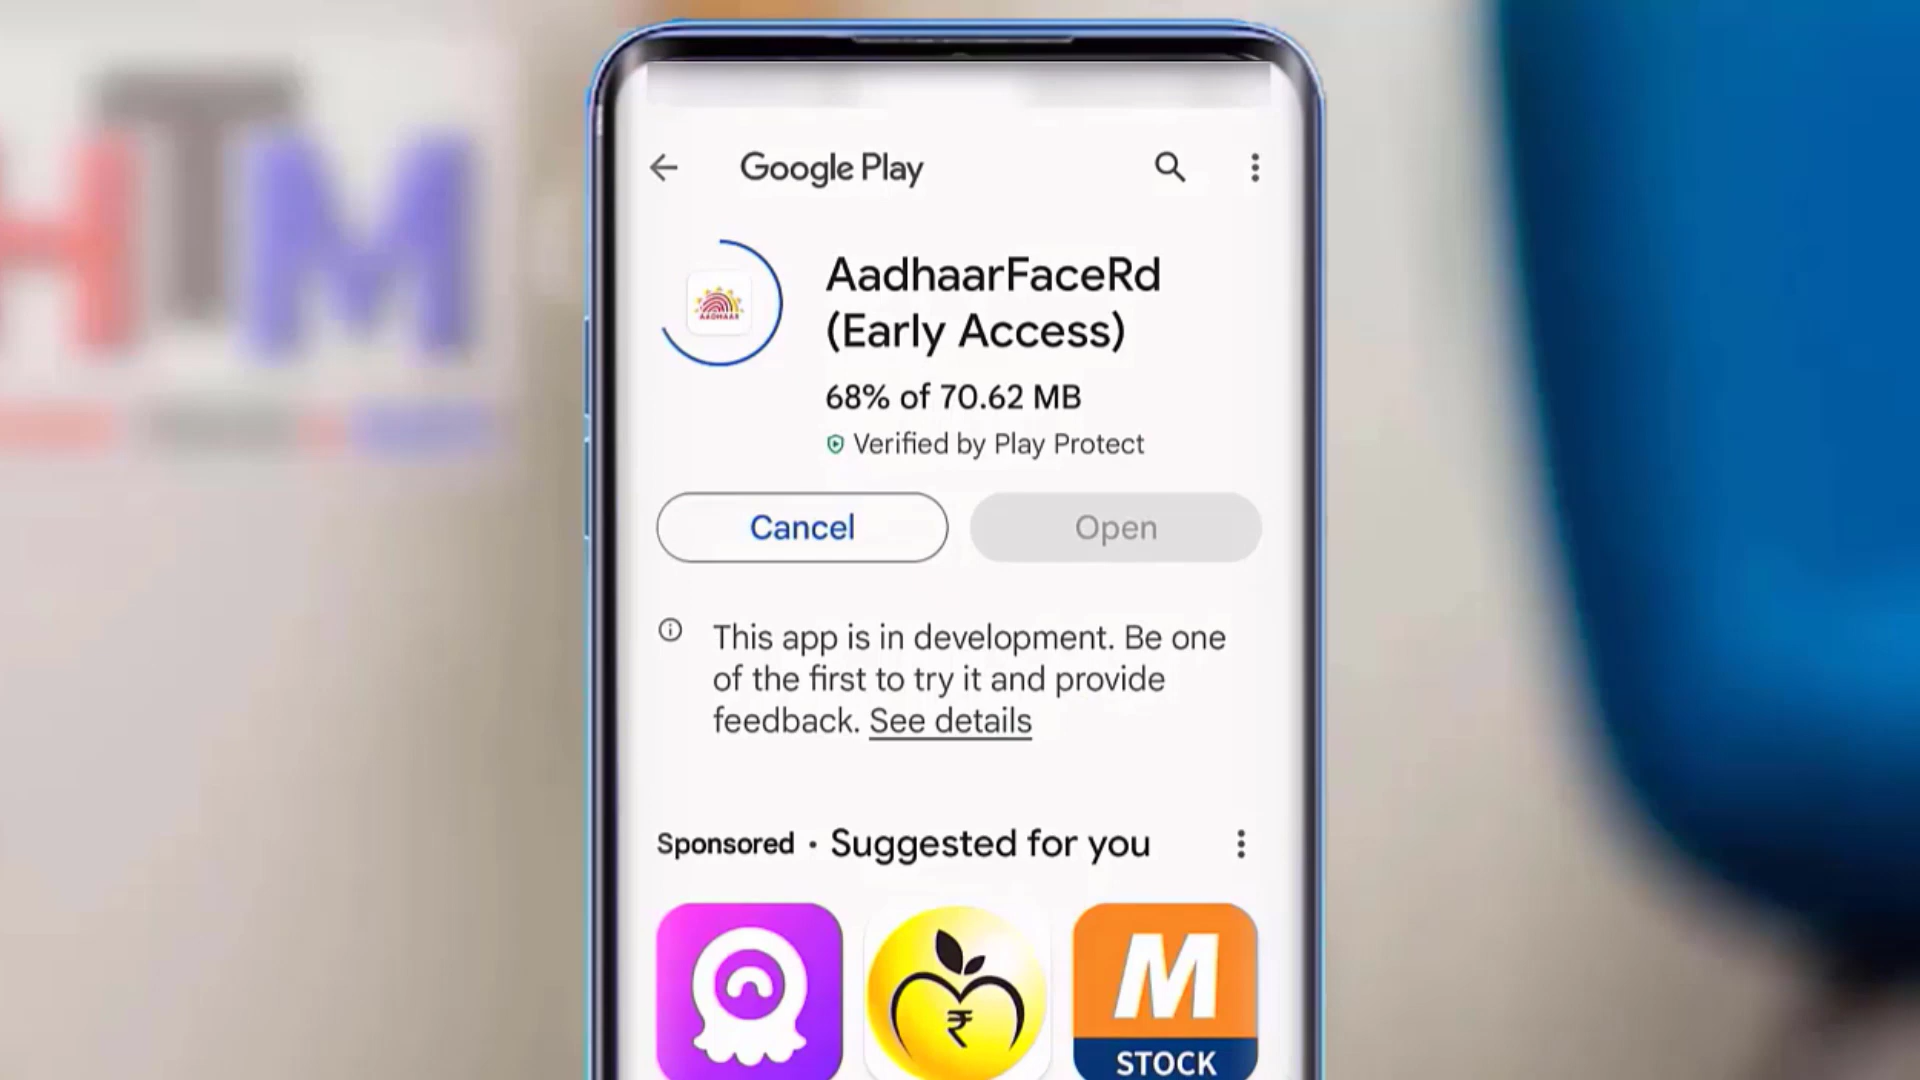 HTM
Google Play
AadhaarFaceRd
(Early Access)
AADHAAR
68% of 70.62 MB
Verified by Play Protect
Cancel
Open
This app is in development. Be one
of the first to try it and provide
feedback. See details
Sponsored • Suggested for you
₹
M
STOCK